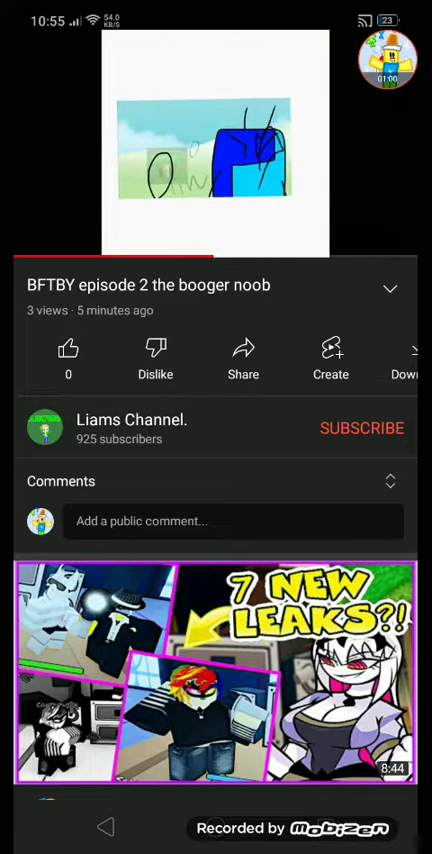 10:55
54.0
KB/S
23
01:00
BFTBY episode 2 the booger noob
3 views · 5 minutes ago
0
Dislike
Share
Create
Down
Liams Channel.
925 subscribers
SUBSCRIBE
Comments
Add a public comment...
7 NEW
LEAKS?!
8:44
Recorded by MOBIZEN